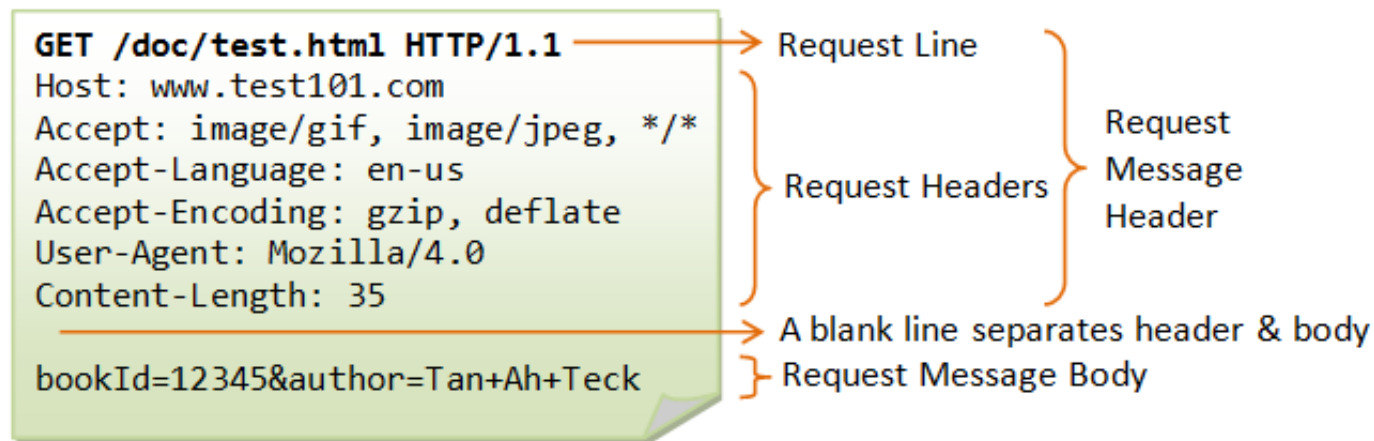 GET /doc/test.html HTTP/1.1
Host: www.test101.com
Accept: image/gif, image/jpeg, */*
Accept-Language: en-us
Accept-Encoding: gzip, deflate
User-Agent: Mozilla/4.0
Content-Length: 35
bookId=12345&author=Tan+Ah+Teck
Request Line
Request Headers
Request
Message
Header
A blank line separates header & body
Request Message Body